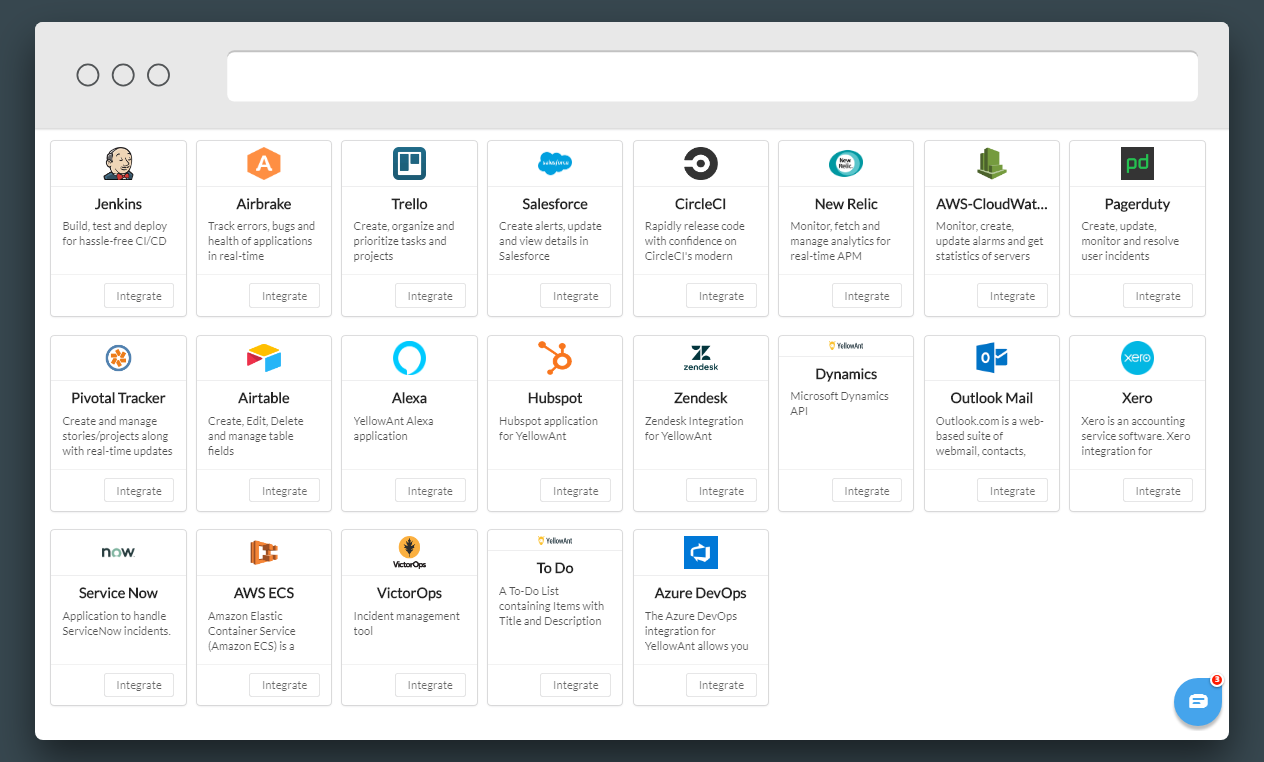 A
salesforce
New Relic.
pd
Jenkins
Build, test and deploy
for hassle-free CI/CD
Integrate
Airbrake
Track errors, bugs and
health of applications
in real-time
Integrate
Trello
Create, organize and
prioritize tasks and
projects
Integrate
Salesforce
Create alerts, update
and view details in
Salesforce
Integrate
CircleCI
Rapidly release code
with confidence on
CircleCI's modern
Integrate
New Relic
Monitor, fetch and
manage analytics for
real-time APM
Integrate
AWS-CloudWat...
Monitor, create,
update alarms and get
statistics of servers
Integrate
Pagerduty
Create, update,
monitor and resolve
user incidents
Integrate
Pivotal Tracker
Create and manage
stories/projects along
with real-time updates
Integrate
Airtable
Create, Edit, Delete
and manage table
fields
Integrate
Alexa
YellowAnt Alexa
application
Integrate
Hubspot
Hubspot application
for YellowAnt
Integrate
zendesk
Zendesk
Zendesk Integration
for YellowAnt
Integrate
YellowAnt
Dynamics
Microsoft Dynamics
API
Integrate
O
Outlook Mail
Outlook.com is a web-
based suite of
webmail, contacts,
Integrate
xero
Xero
Xero is an accounting
service software. Xero
integration for
Integrate
now
Service Now
Application to handle
ServiceNow incidents.
Integrate
AWS ECS
Amazon Elastic
Container Service
(Amazon ECS) is a
Integrate
VictorOps
VictorOps
Incident management
tool
Integrate
YellowAnt
To Do
A To-Do List
containing Items with
Title and Description
Integrate
Azure DevOps
The Azure DevOps
integration for
YellowAnt allows you
Integrate
3